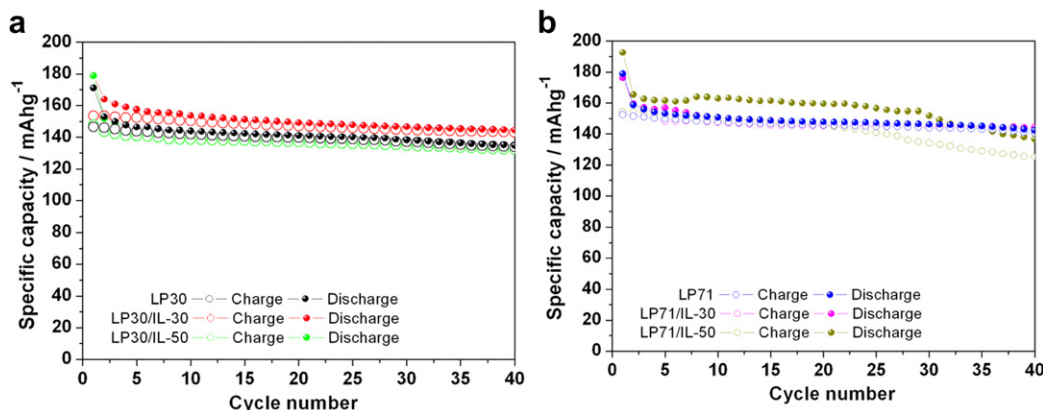 a
Specific capacity / mAhg-1
200
180
160
140
120
100
80
60
40
20
0
LP30 Charge Discharge
LP30/IL-30 Charge Discharge
LP30/IL-50 Charge Discharge
0 5 10 15 20 25 30 35 40
Cycle number
b
Specific capacity / mAhg-1
200
180
160
140
120
100
80
60
40
20
0
LP71 Charge Discharge
LP71/IL-30 Charge Discharge
LP71/IL-50 Charge Discharge
0 5 10 15 20 25 30 35 40
Cycle number